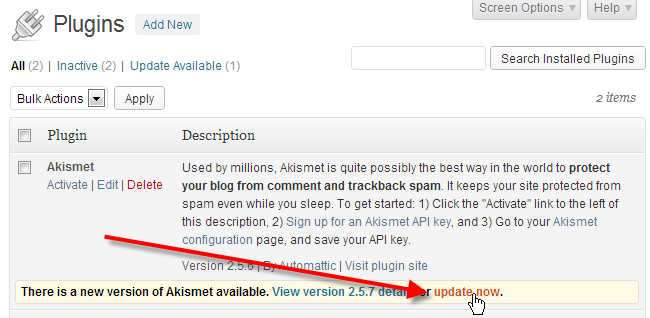 Screen Options Help
Plugins Add New
All (2) | Inactive (2) | Update Available (1)
Search Installed Plugins
Bulk Actions Apply 2 items
Plugin Description
Akismet
Activate | Edit | Delete
Used by millions, Akismet is quite possibly the best way in the world to protect
your blog from comment and trackback spam. It keeps your site protected from
spam even while you sleep. To get started: 1) Click the "Activate" link to the left of
this description, 2) Sign up for an Akismet API key, and 3) Go to your Akismet
configuration page, and save your API key.
Version 2.5.6 | By Automattic | Visit plugin site
There is a new version of Akismet available. View version 2.5.7 details or update now.